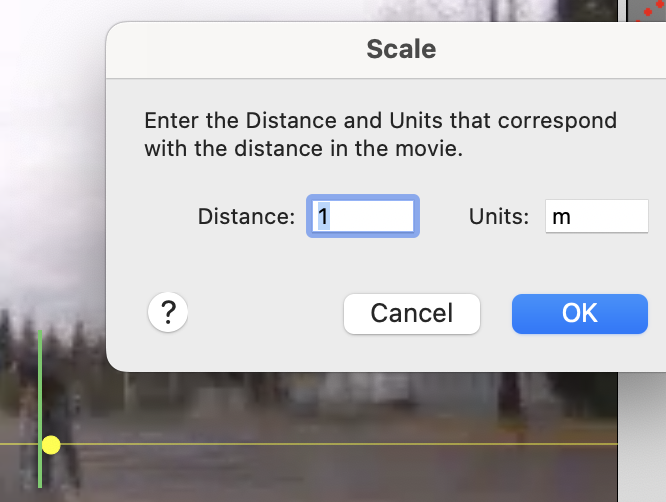 Scale
Enter the Distance and Units that correspond
with the distance in the movie.
Distance: 1 Units: m
? Cancel OK